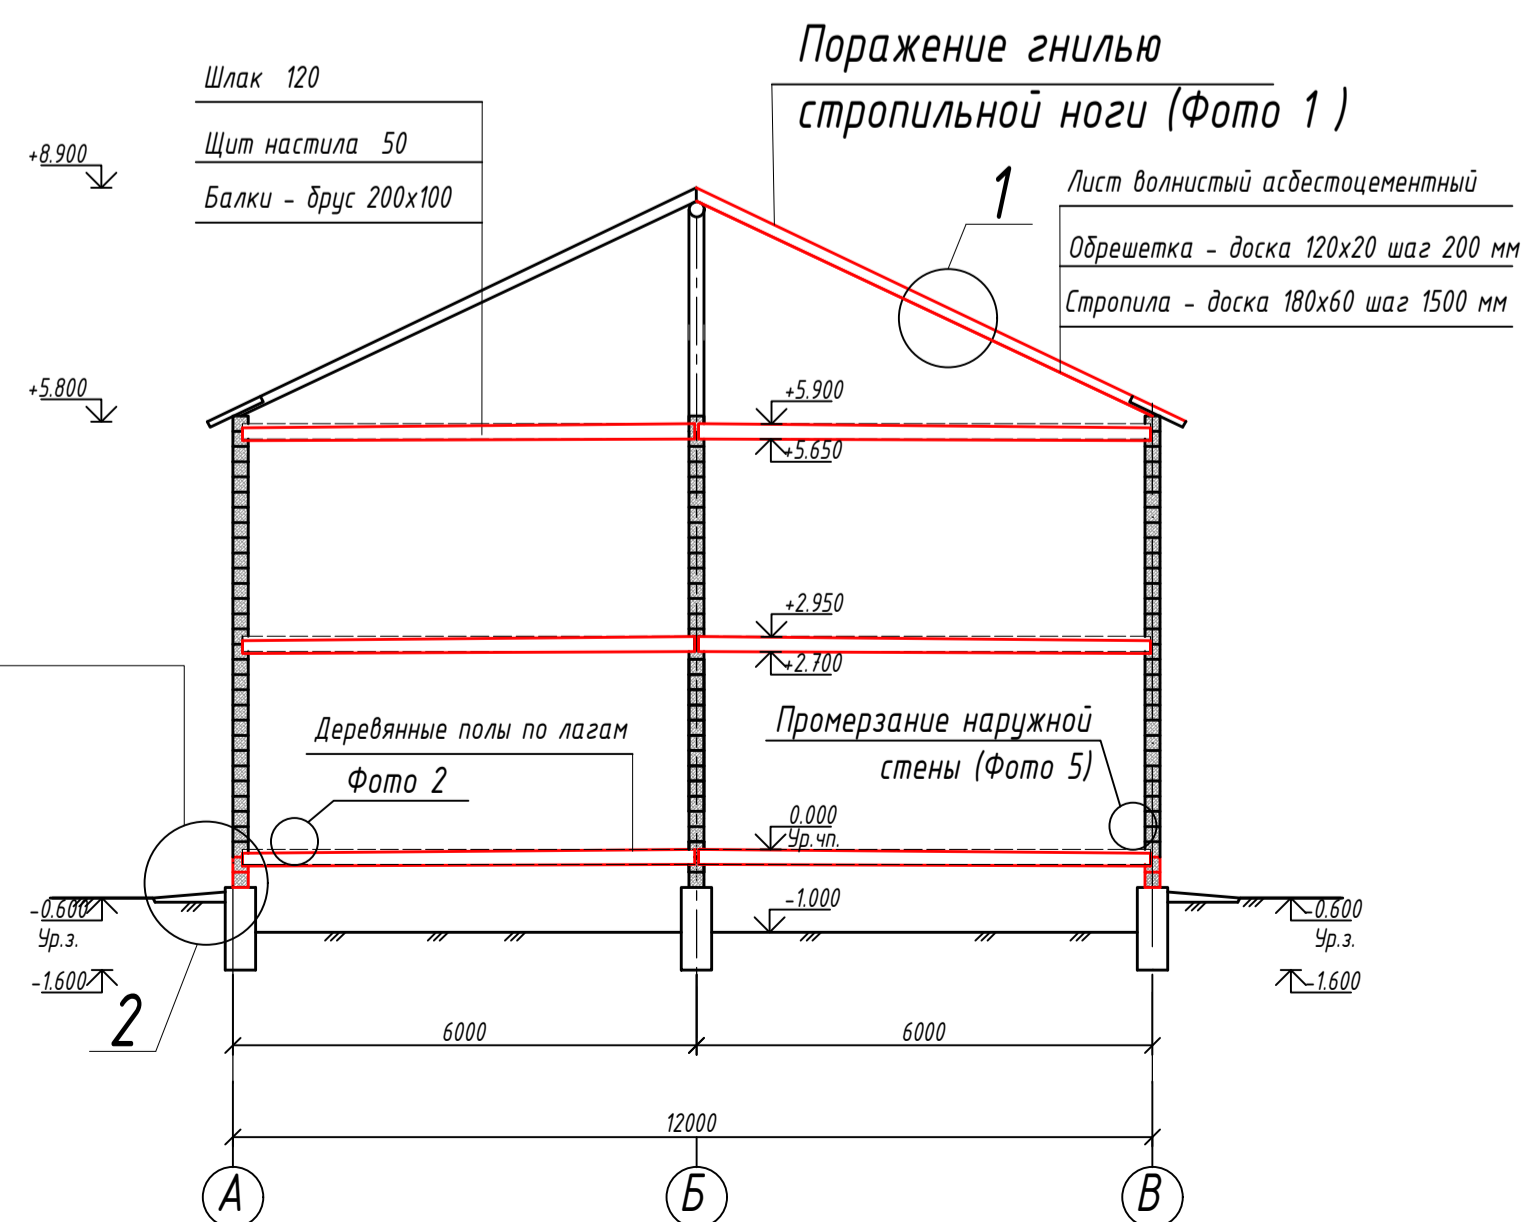 Поражение гнилью
стропильной ноги (Фото 1 )
Шлак 120
Щит настила 50
Балки - брус 200х100
+8.900
1
Лист волнистый асбестоцементный
Обрешетка - доска 120х20 шаг 200 мм
Стропила - доска 180х60 шаг 1500 мм
+5.800
+5.900
+5.650
+2.950
+2.700
Деревянные полы по лагам
Фото 2
Промерзание наружной
стены (Фото 5)
0.000
Ур.чп.
-1.000
-0.600
Ур.з.
-1.600
-0.600
Ур.з.
-1.600
2
6000
6000
12000
А
Б
В